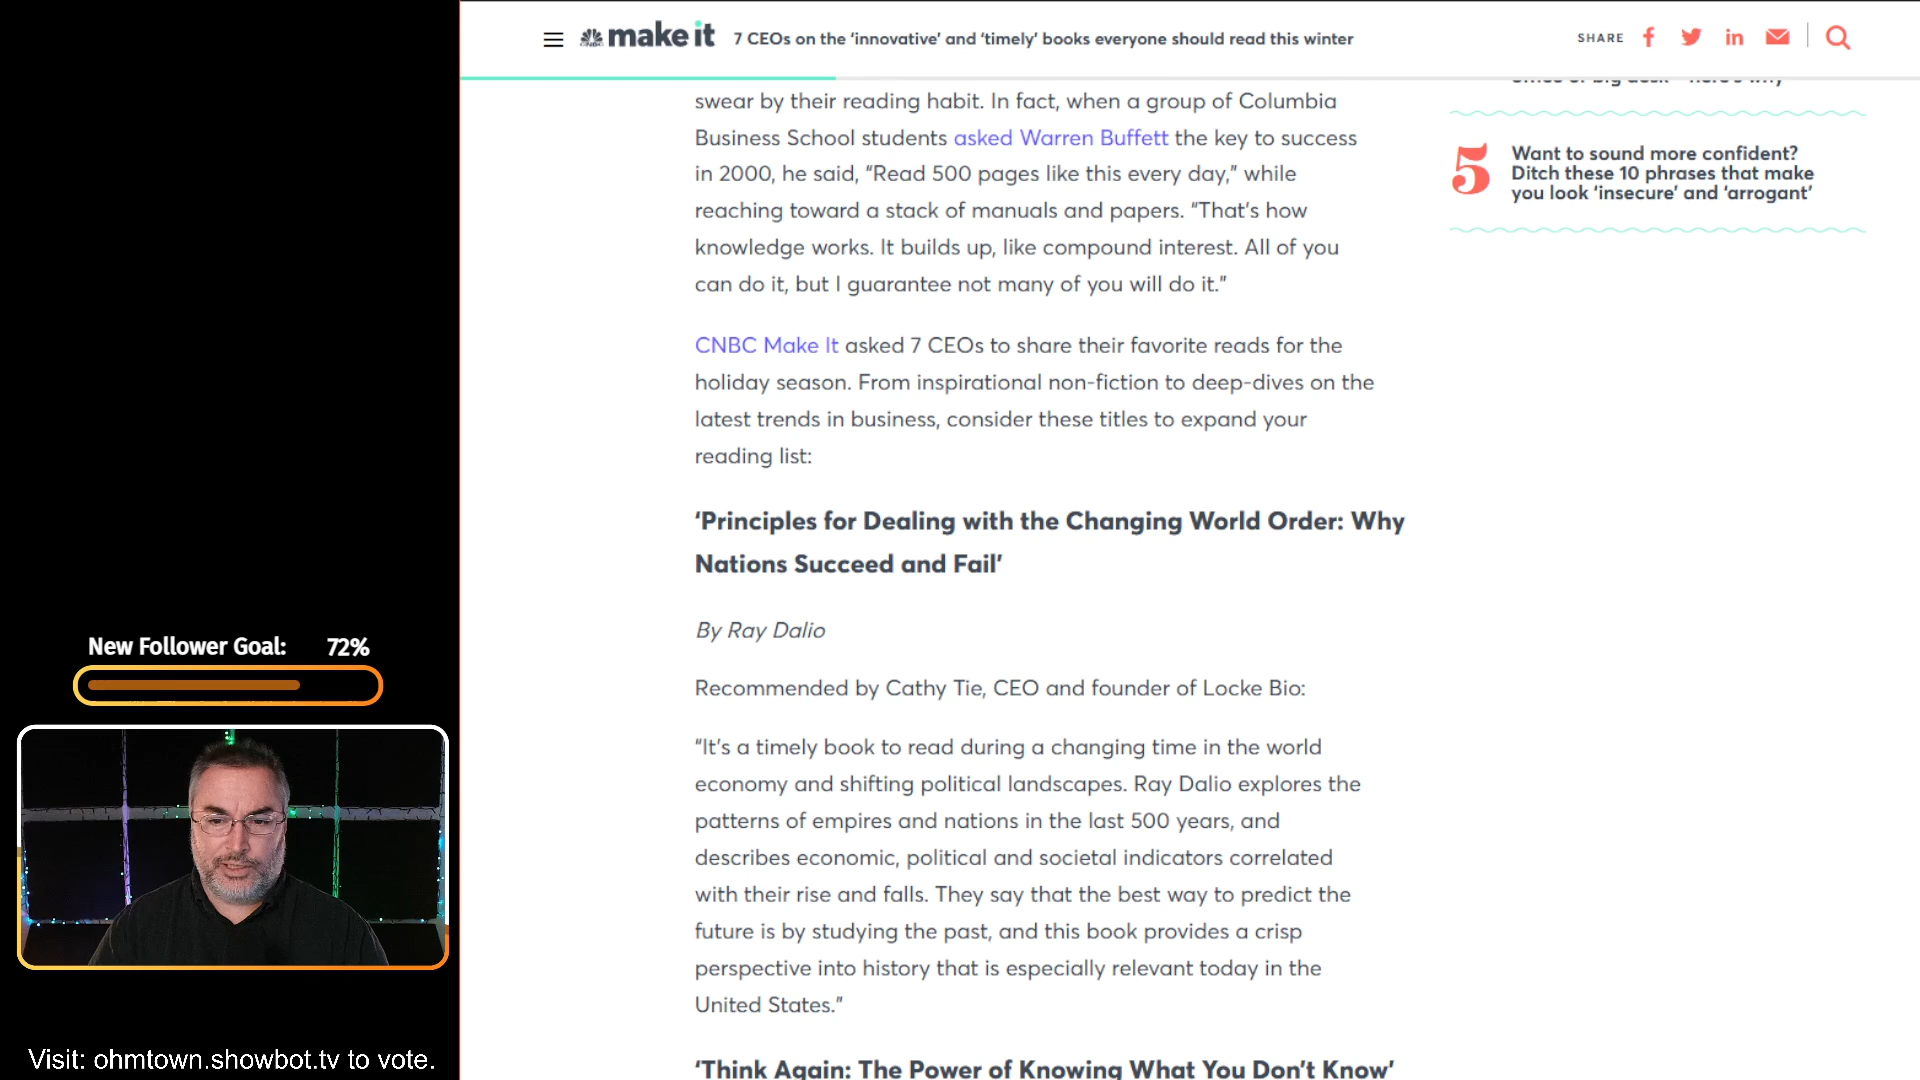 make it
7 CEOs on the ‘innovative’ and ‘timely’ books everyone should read this winter
SHARE
swear by their reading habit. In fact, when a group of Columbia
Business School students asked Warren Buffett the key to success
in 2000, he said, “Read 500 pages like this every day,” while
reaching toward a stack of manuals and papers. “That’s how
knowledge works. It builds up, like compound interest. All of you
can do it, but I guarantee not many of you will do it.”
CNBC Make It asked 7 CEOs to share their favorite reads for the
holiday season. From inspirational non-fiction to deep-dives on the
latest trends in business, consider these titles to expand your
reading list:
‘Principles for Dealing with the Changing World Order: Why
Nations Succeed and Fail’
By Ray Dalio
Recommended by Cathy Tie, CEO and founder of Locke Bio:
“It’s a timely book to read during a changing time in the world
economy and shifting political landscapes. Ray Dalio explores the
patterns of empires and nations in the last 500 years, and
describes economic, political and societal indicators correlated
with their rise and falls. They say that the best way to predict the
future is by studying the past, and this book provides a crisp
perspective into history that is especially relevant today in the
United States.”
‘Think Again: The Power of Knowing What You Don’t Know’
5
Want to sound more confident?
Ditch these 10 phrases that make
you look ‘insecure’ and ‘arrogant’
New Follower Goal: 72%
Visit: ohmtown.showbot.tv to vote.